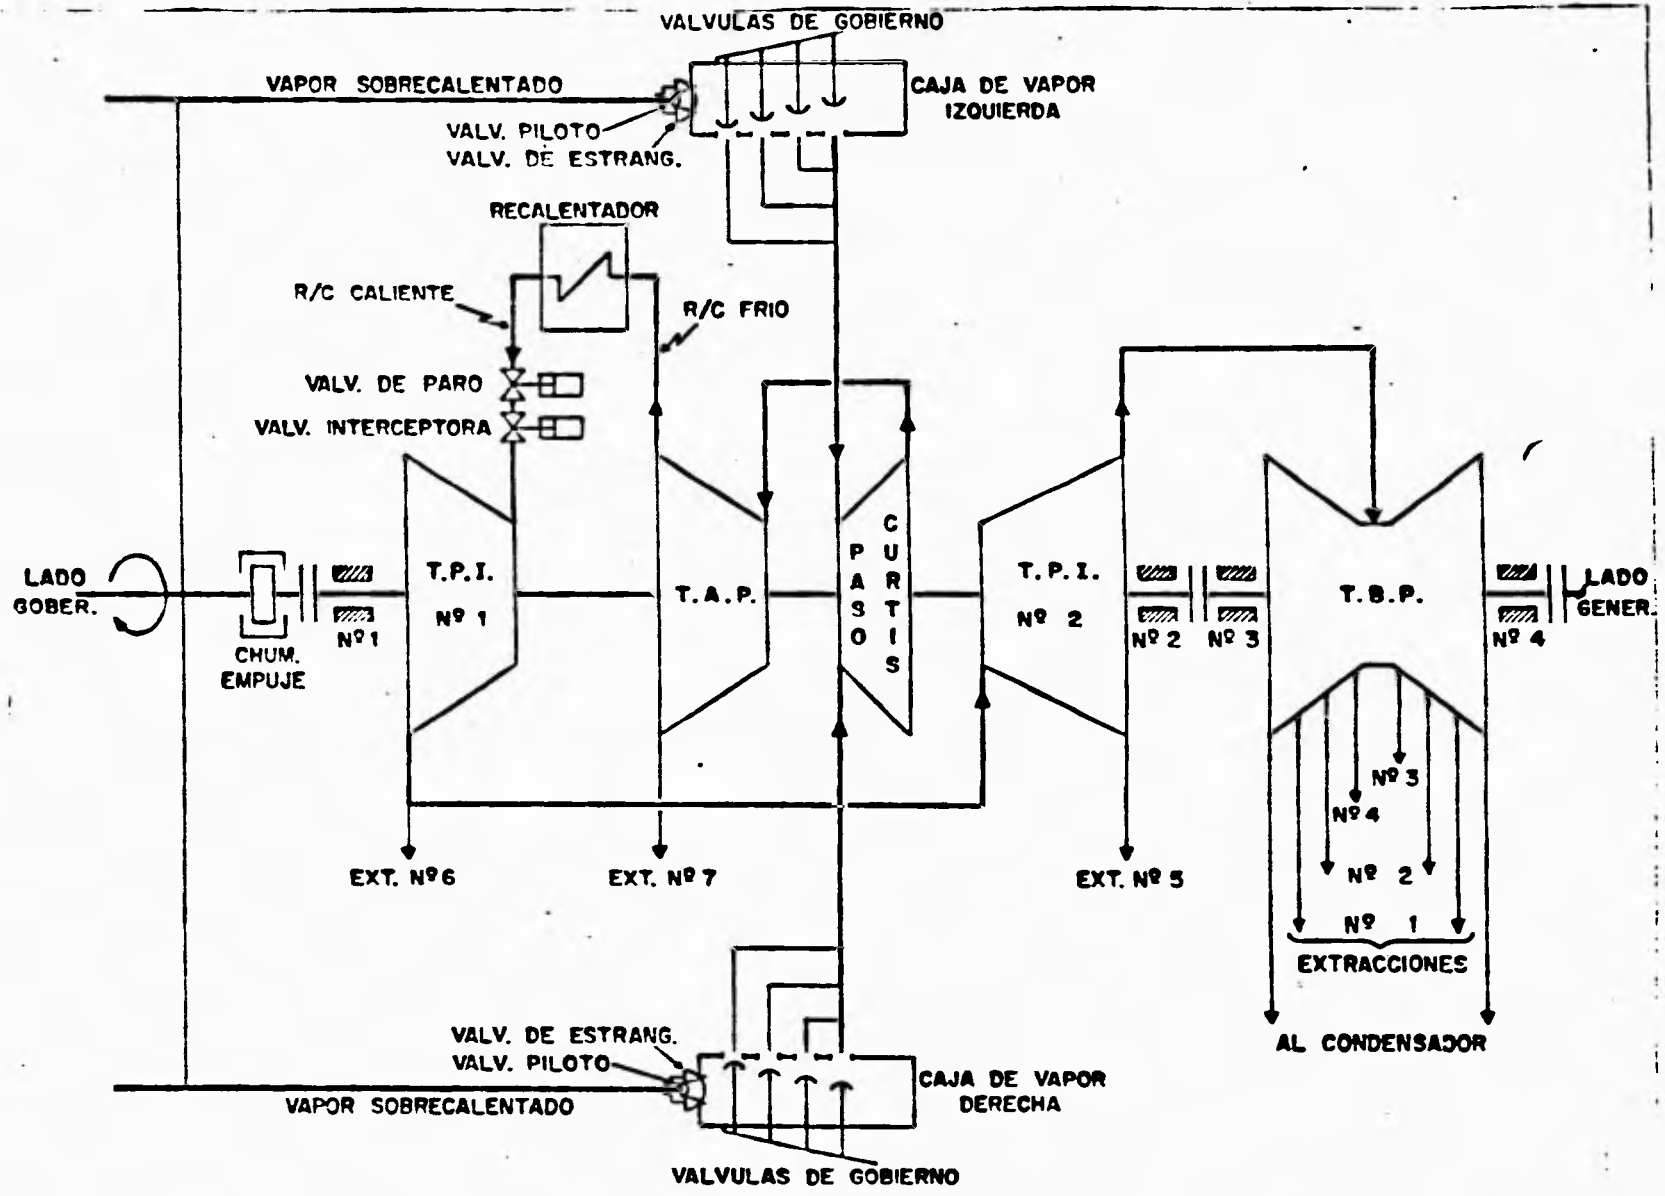 VALVULAS DE GOBIERNO
VAPOR SOBRECALENTADO
CAJA DE VAPOR
IZQUIERDA
VALV. PILOTO
VALV. DE ESTRANG.
RECALENTADOR
R/C CALIENTE
R/C FRIO
VALV. DE PARO
VALV. INTERCEPTORA
LADO
GOBER.
CHUM.
EMPUJE
Nº 1
T.P.I.
Nº 1
T.A.P.
PASO
CURTIS
T.P.I.
Nº 2
Nº 2
Nº 3
T.B.P.
Nº 4
LADO
GENER.
Nº 3
Nº 4
Nº 2
Nº 1
EXTRACCIONES
EXT. Nº 6
EXT. Nº 7
EXT. Nº 5
AL CONDENSADOR
VALV. DE ESTRANG.
VALV. PILOTO
VAPOR SOBRECALENTADO
CAJA DE VAPOR
DERECHA
VALVULAS DE GOBIERNO